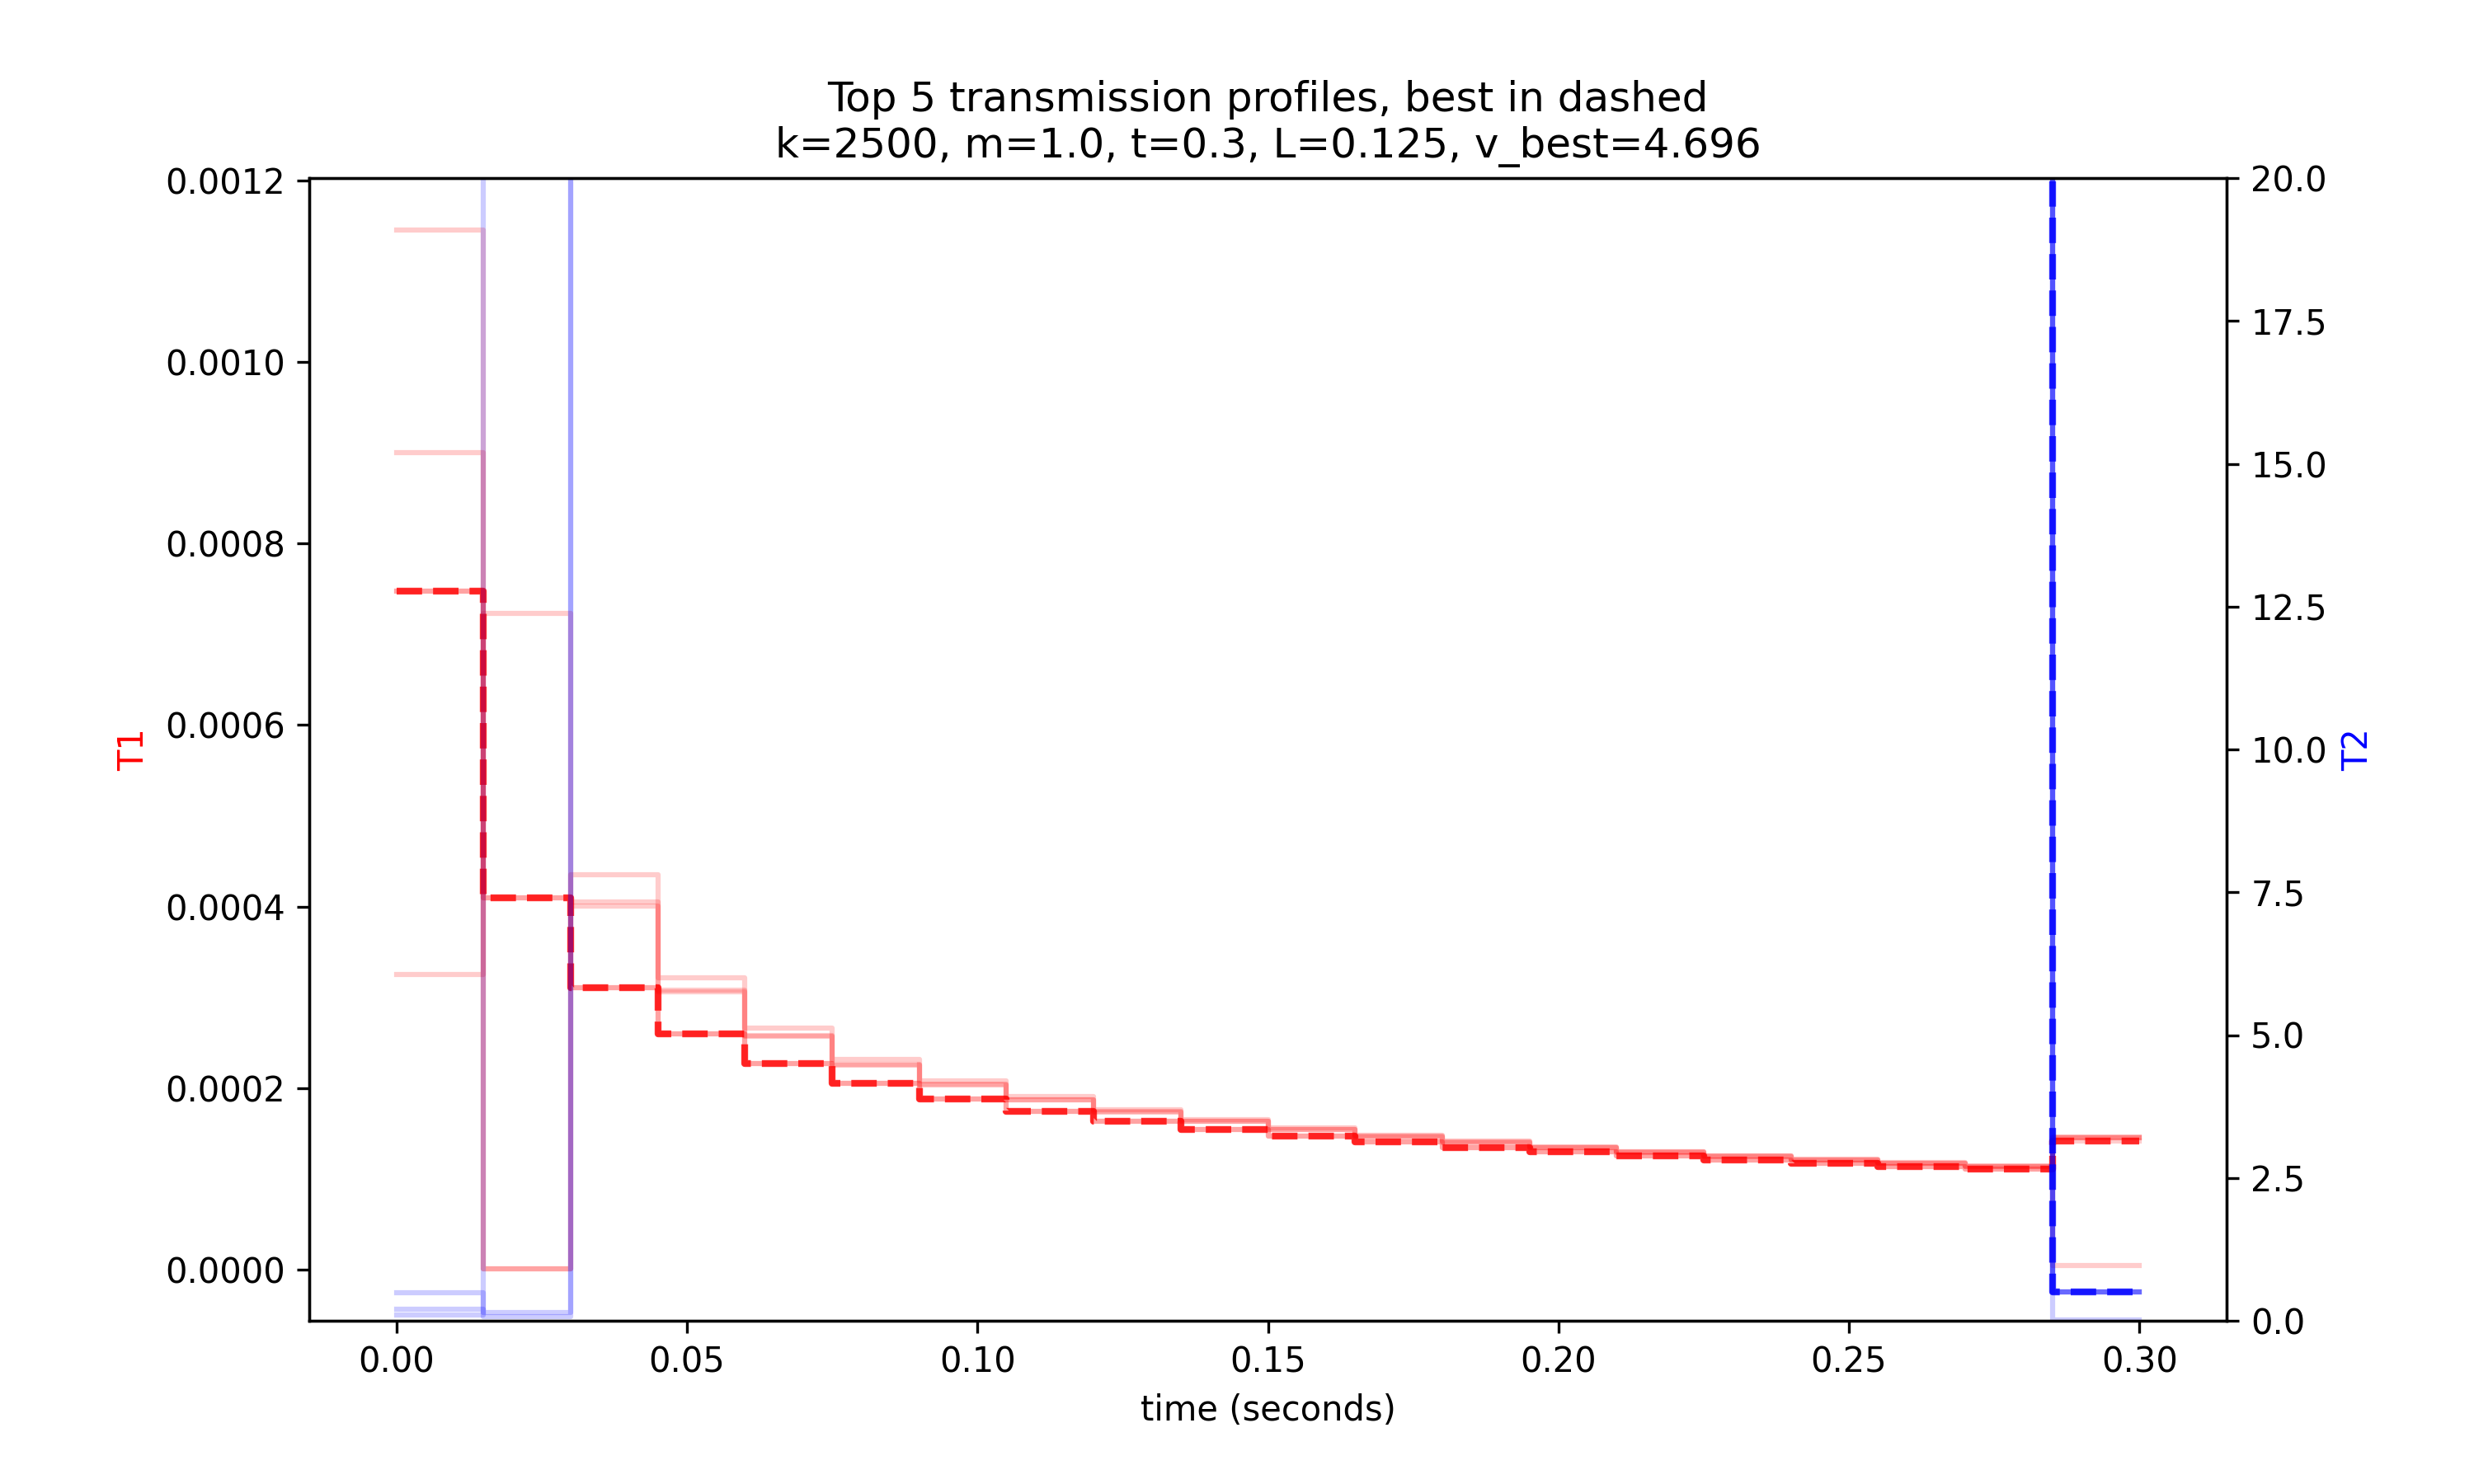 Top 5 transmission profiles, best in dashed
k=2500, m=1.0, t=0.3, L=0.125, v_best=4.696
0.0012
0.0010
0.0008
0.0006
0.0004
0.0002
0.0000
T1
20.0
17.5
15.0
12.5
10.0
7.5
5.0
2.5
0.0
T2
0.00 0.05 0.10 0.15 0.20 0.25 0.30
time (seconds)